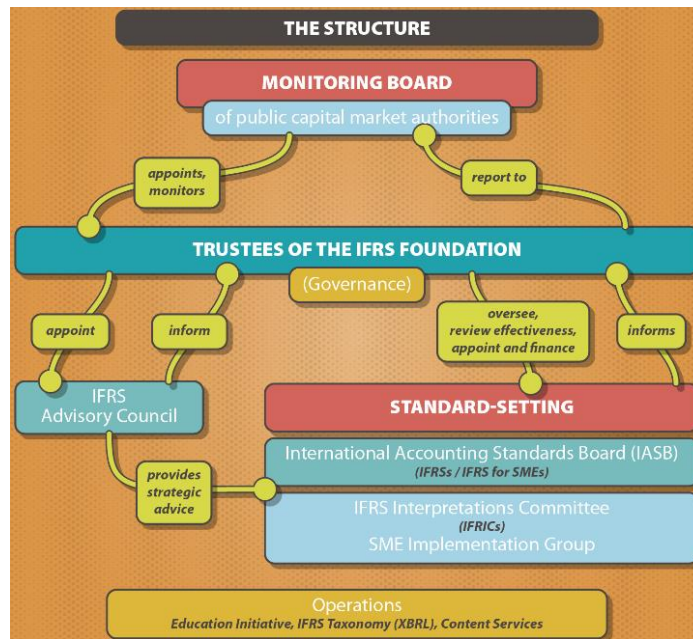 THE STRUCTURE
MONITORING BOARD
of public capital market authorities
appoints,
monitors
report to
TRUSTEES OF THE IFRS FOUNDATION
(Governance)
appoint
inform
oversee,
review effectiveness,
appoint and finance
informs
IFRS
Advisory Council
STANDARD-SETTING
International Accounting Standards Board (IASB)
(IFRSs / IFRS for SMEs)
provides
strategic
advice
IFRS Interpretations Committee
(IFRICs)
SME Implementation Group
Operations
Education Initiative, IFRS Taxonomy (XBRL), Content Services